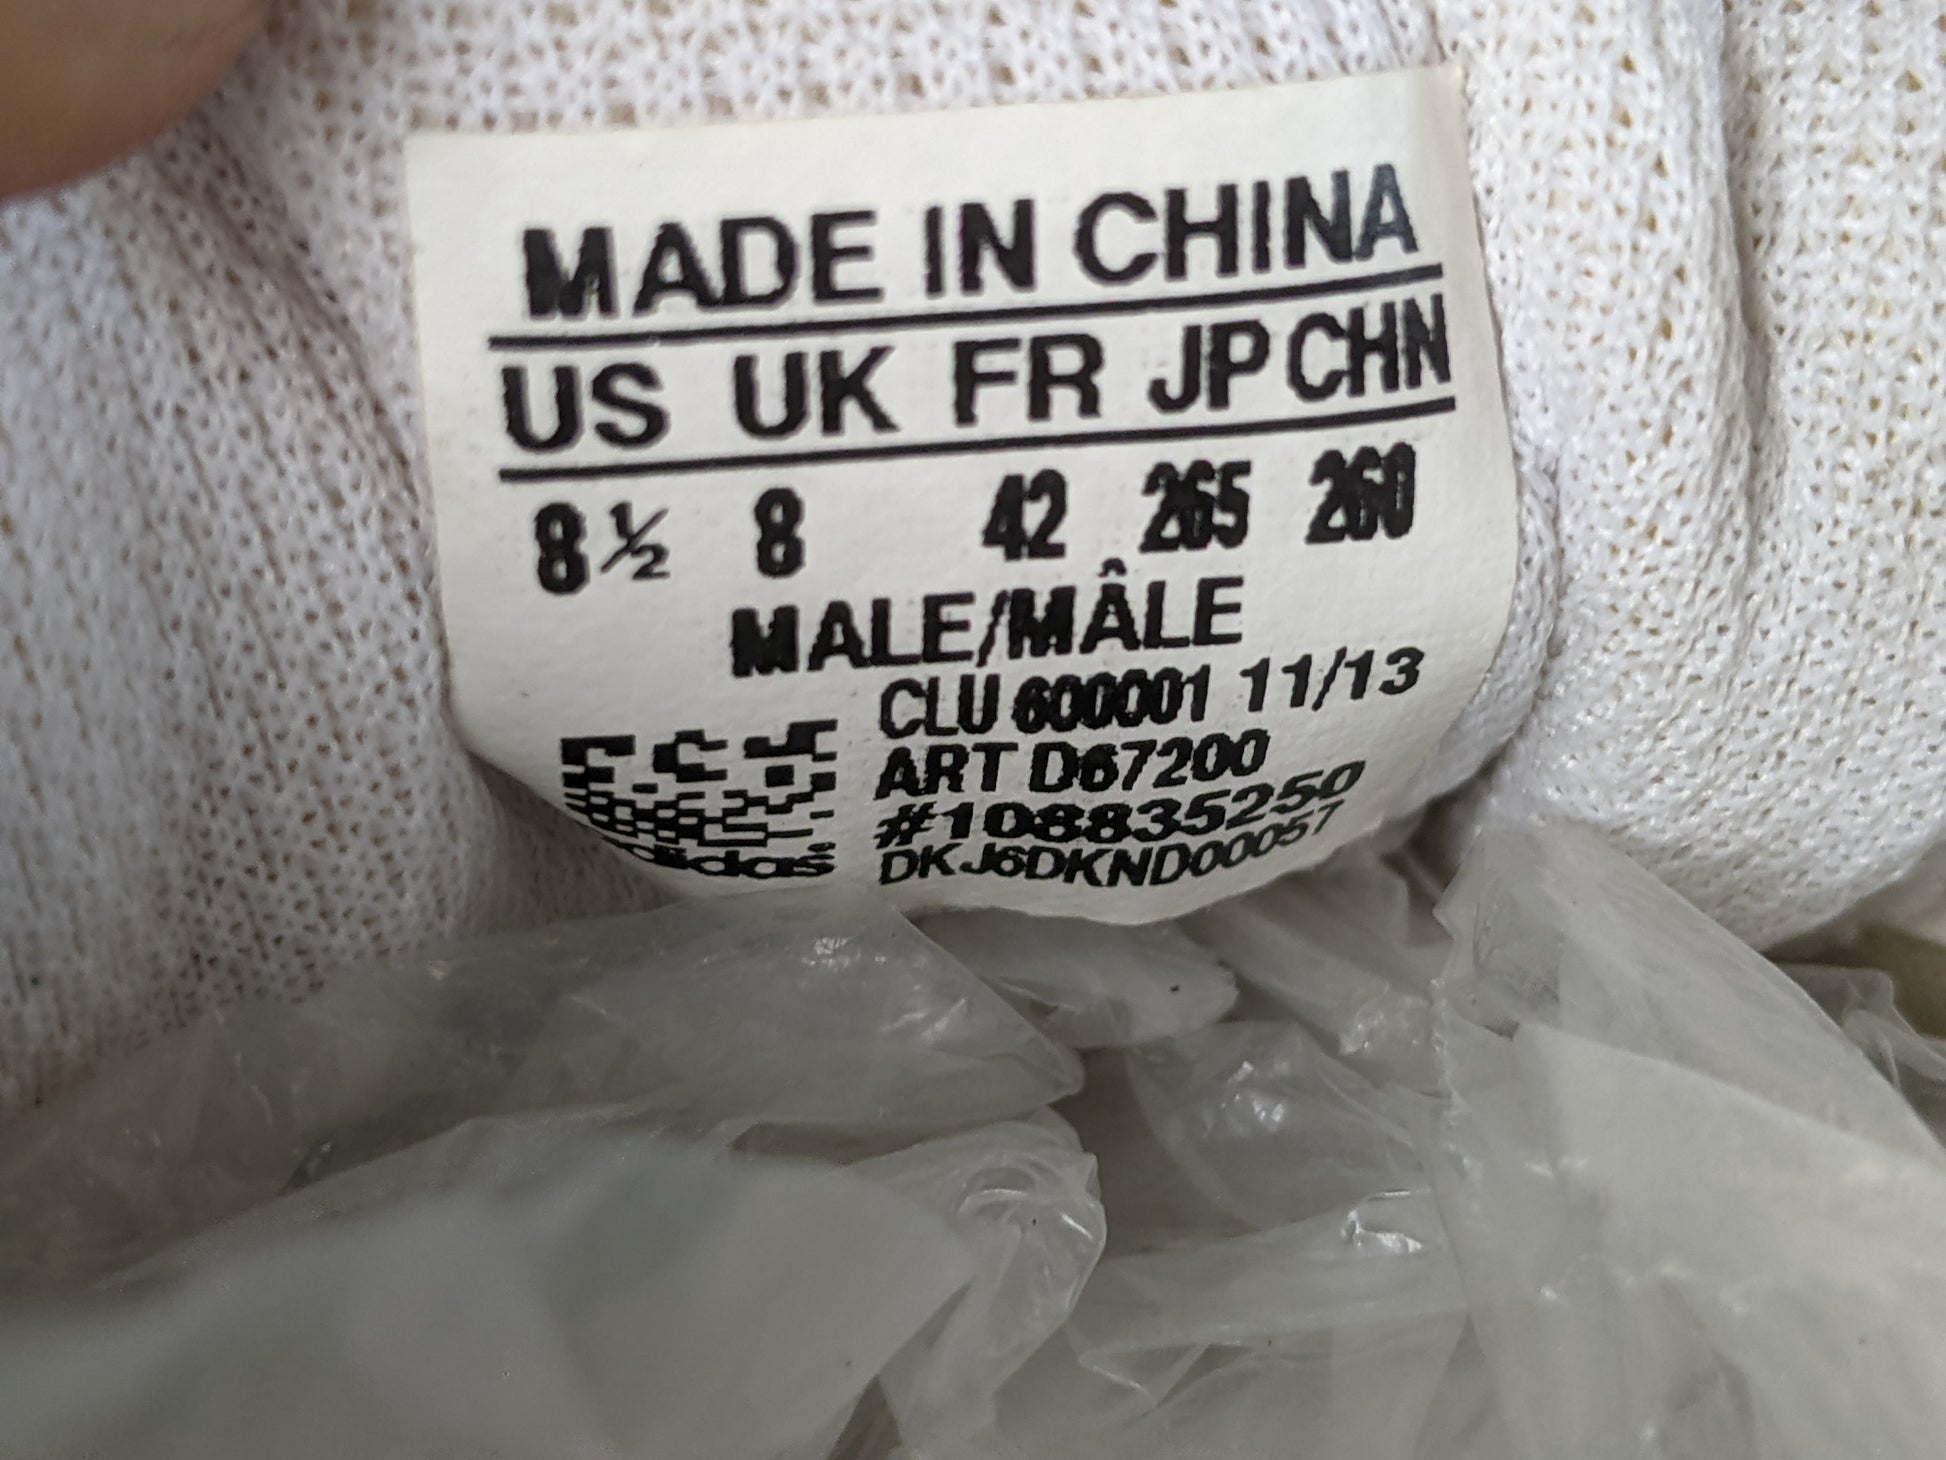 MADE IN CHINA
US UK FR JP CHN
8 ½ 8 42 265 260
MALE/MÂLE
CLU 600001 11/13
ART D67200
#108835250
DKJ6DKND00057
adidas